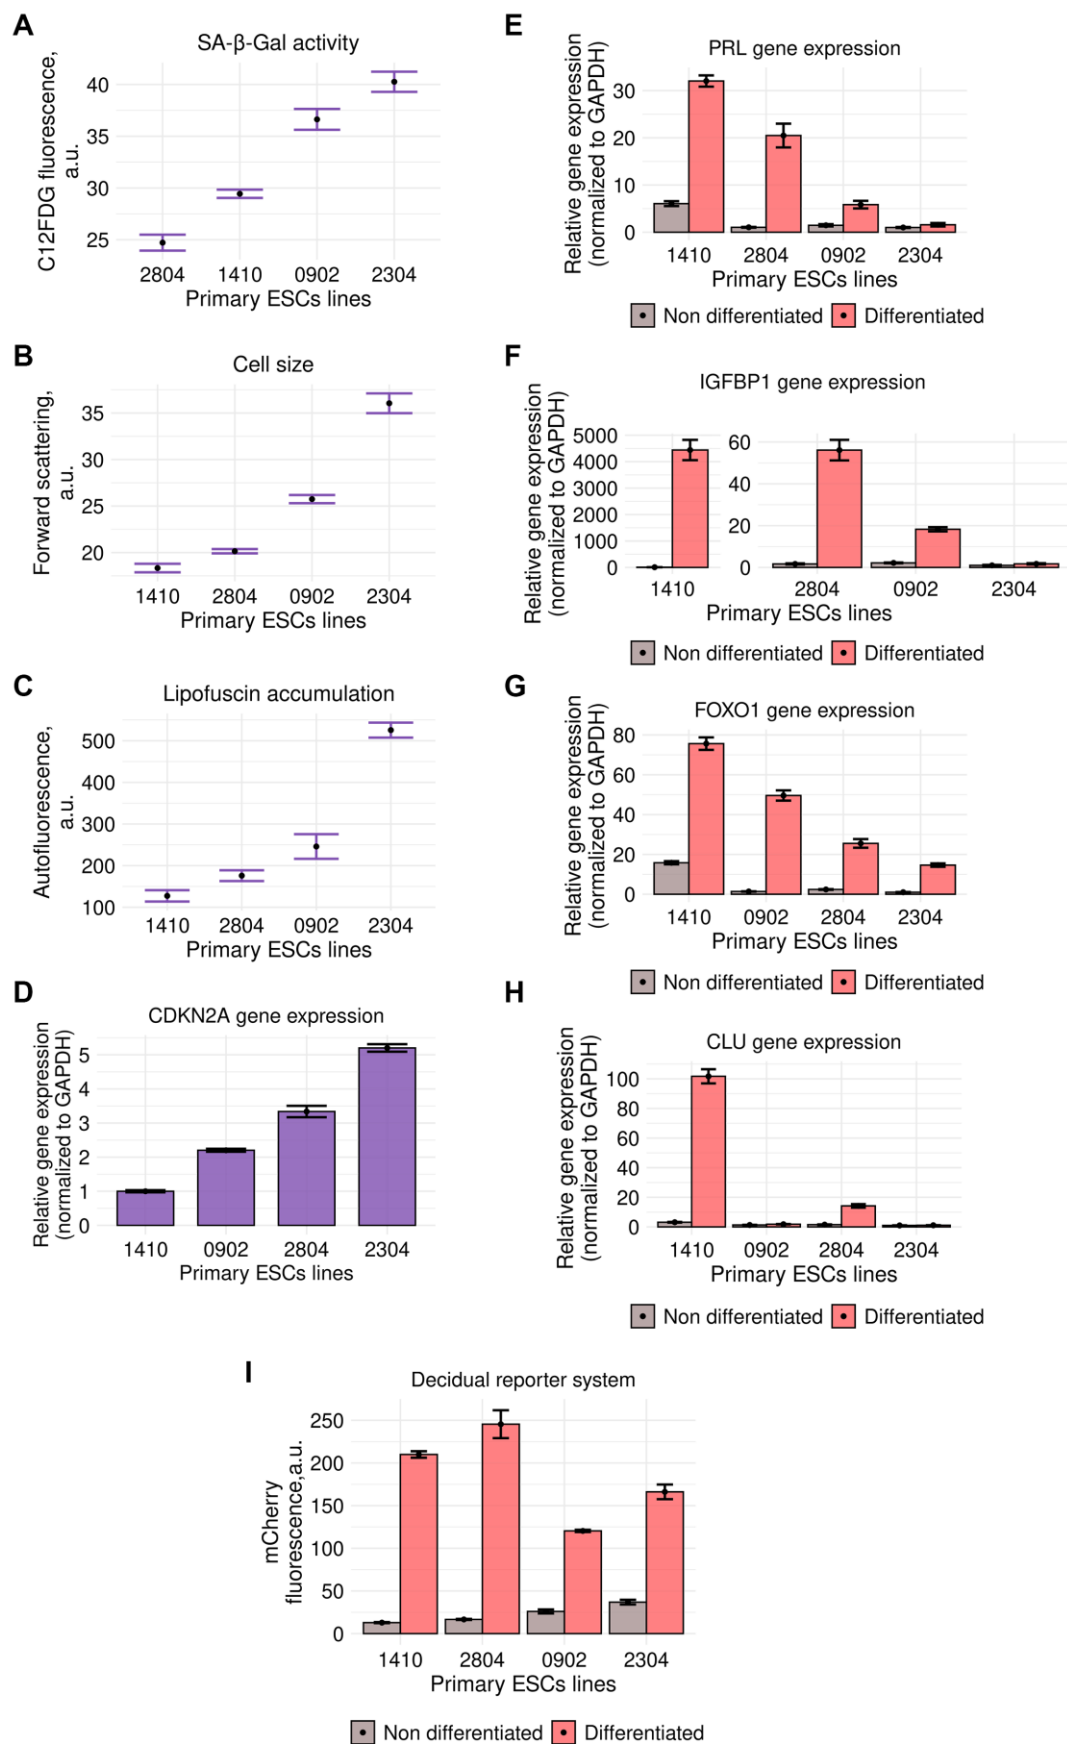 A
SA-β-Gal activity
C12FDG fluorescence,
a.u.
40
35
30
25
2804 1410 0902 2304
Primary ESCs lines
B
Cell size
Forward scattering,
a.u.
35
30
25
20
1410 2804 0902 2304
Primary ESCs lines
C
Lipofuscin accumulation
Autofluorescence,
a.u.
500
400
300
200
100
1410 2804 0902 2304
Primary ESCs lines
D
CDKN2A gene expression
Relative gene expression
(normalized to GAPDH)
5
4
3
2
1
0
1410 0902 2804 2304
Primary ESCs lines
E
PRL gene expression
Relative gene expression
(normalized to GAPDH)
30
20
10
0
1410 2804 0902 2304
Primary ESCs lines
Non differentiated Differentiated
F
IGFBP1 gene expression
Relative gene expression
(normalized to GAPDH)
5000
4000
3000
2000
1000
0
1410
60
40
20
0
2804 0902 2304
Primary ESCs lines
Non differentiated Differentiated
G
FOXO1 gene expression
Relative gene expression
(normalized to GAPDH)
80
60
40
20
0
1410 0902 2804 2304
Primary ESCs lines
Non differentiated Differentiated
H
CLU gene expression
Relative gene expression
(normalized to GAPDH)
100
80
60
40
20
0
1410 0902 2804 2304
Primary ESCs lines
Non differentiated Differentiated
I
Decidual reporter system
mCherry
fluorescence,a.u.
250
200
150
100
50
0
1410 2804 0902 2304
Primary ESCs lines
Non differentiated Differentiated